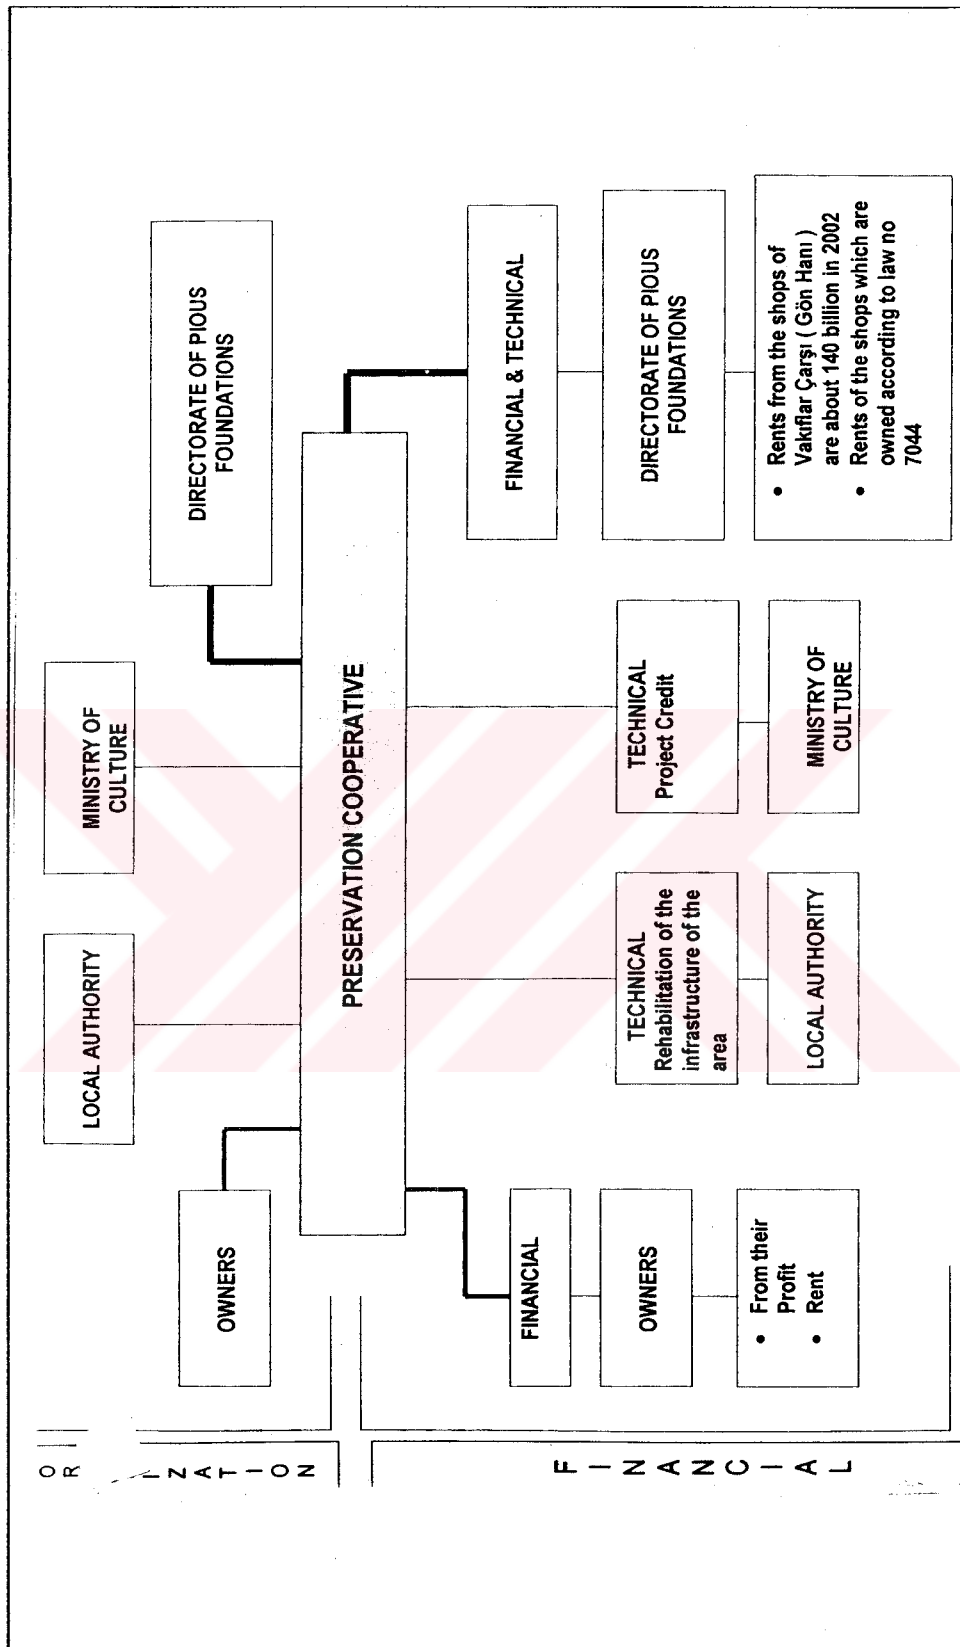 OR IZATION
LOCAL AUTHORITY
MINISTRY OF
CULTURE
OWNERS
DIRECTORATE OF PIOUS
FOUNDATIONS
PRESERVATION COOPERATIVE
FINANCIAL
FINANCIAL
OWNERS
• From their
Profit
• Rent
TECHNICAL
Rehabilitation of the
infrastructure of the
area
LOCAL AUTHORITY
TECHNICAL
Project Credit
MINISTRY OF
CULTURE
FINANCIAL & TECHNICAL
DIRECTORATE OF PIOUS
FOUNDATIONS
• Rents from the shops of
Vakıflar Çarşı ( Gön Hanı )
are about 140 billion in 2002
• Rents of the shops which are
owned according to law no
7044